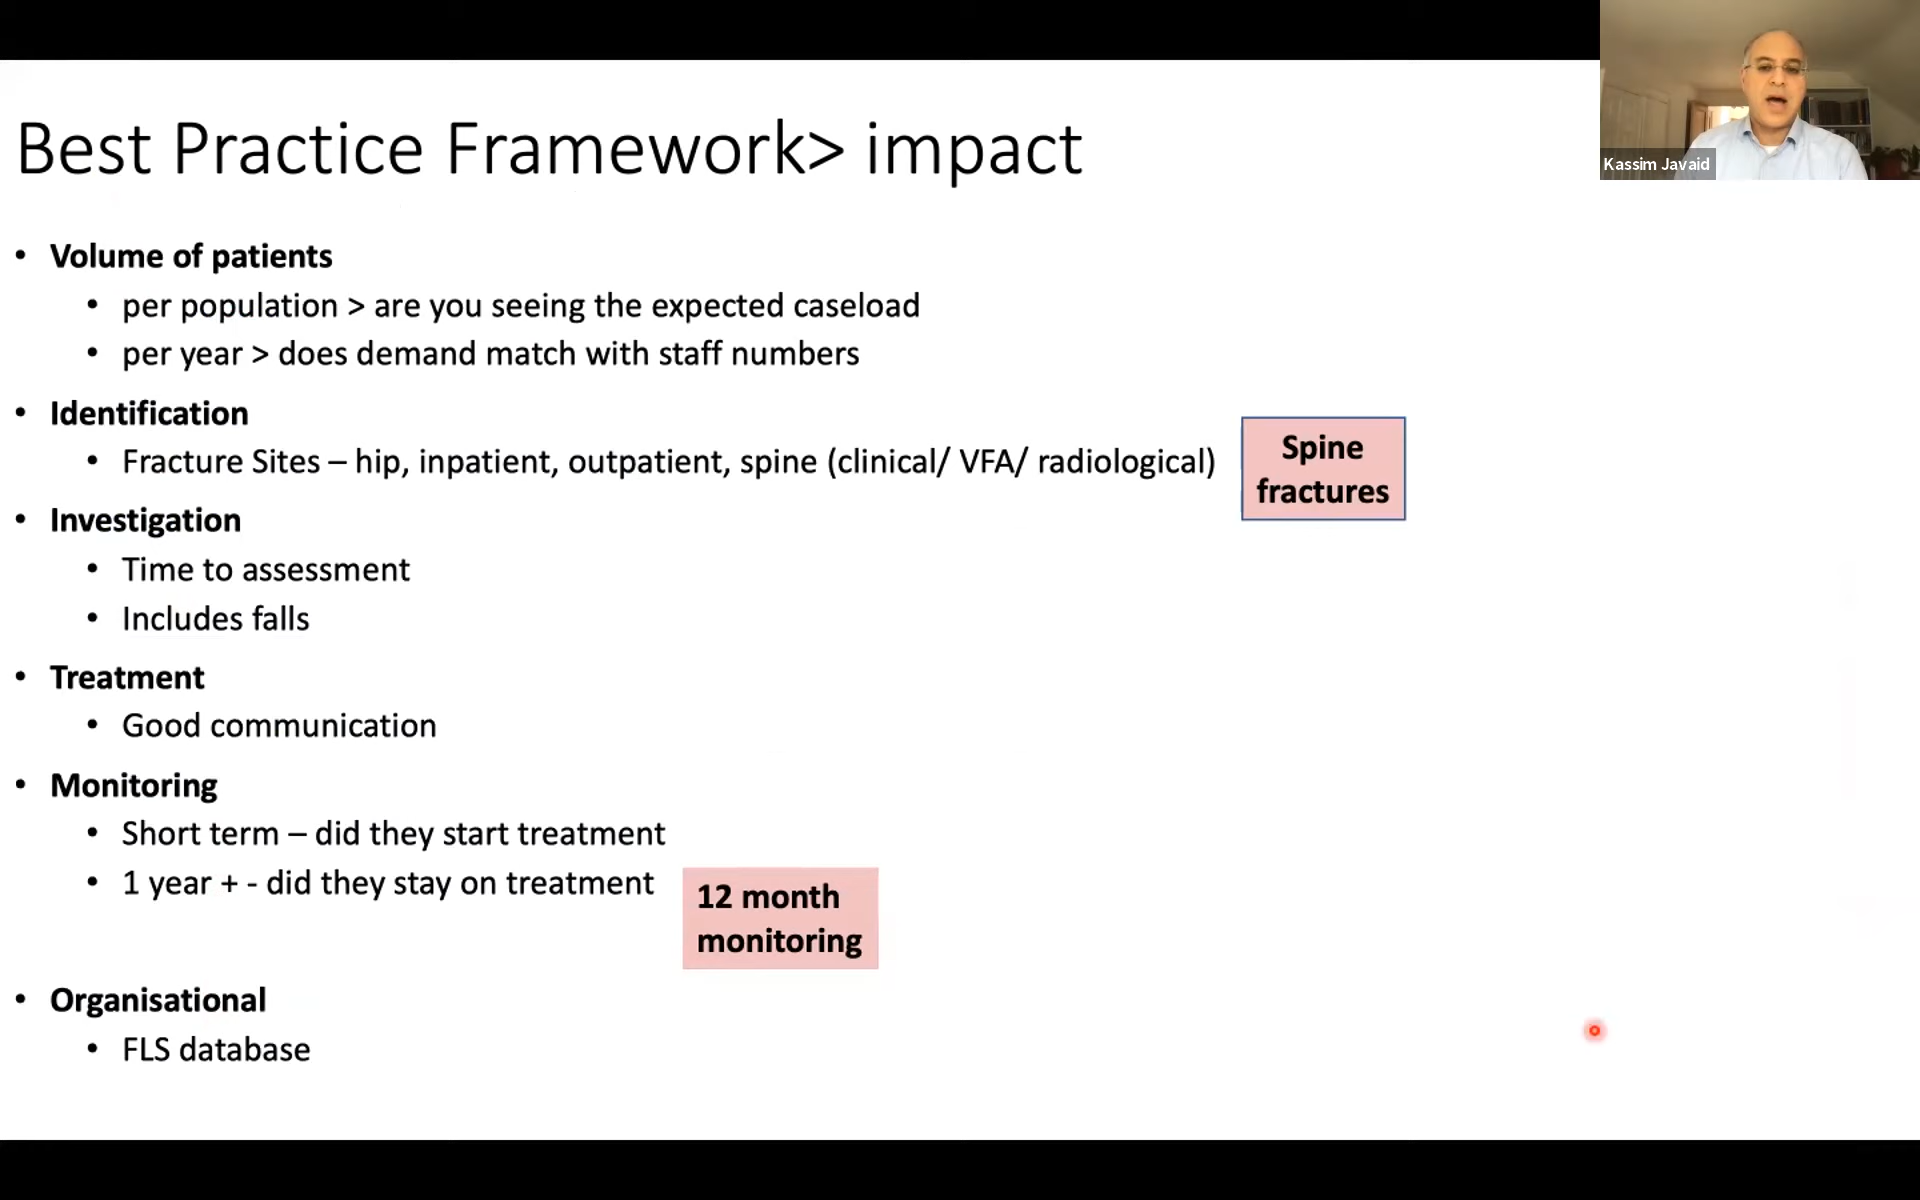 Best Practice Framework> impact
Kassim Javaid
• Volume of patients
• per population > are you seeing the expected caseload
• per year > does demand match with staff numbers
• Identification
• Fracture Sites – hip, inpatient, outpatient, spine (clinical/ VFA/ radiological)
Spine
fractures
• Investigation
• Time to assessment
• Includes falls
• Treatment
• Good communication
• Monitoring
• Short term – did they start treatment
• 1 year + - did they stay on treatment
12 month
monitoring
• Organisational
• FLS database